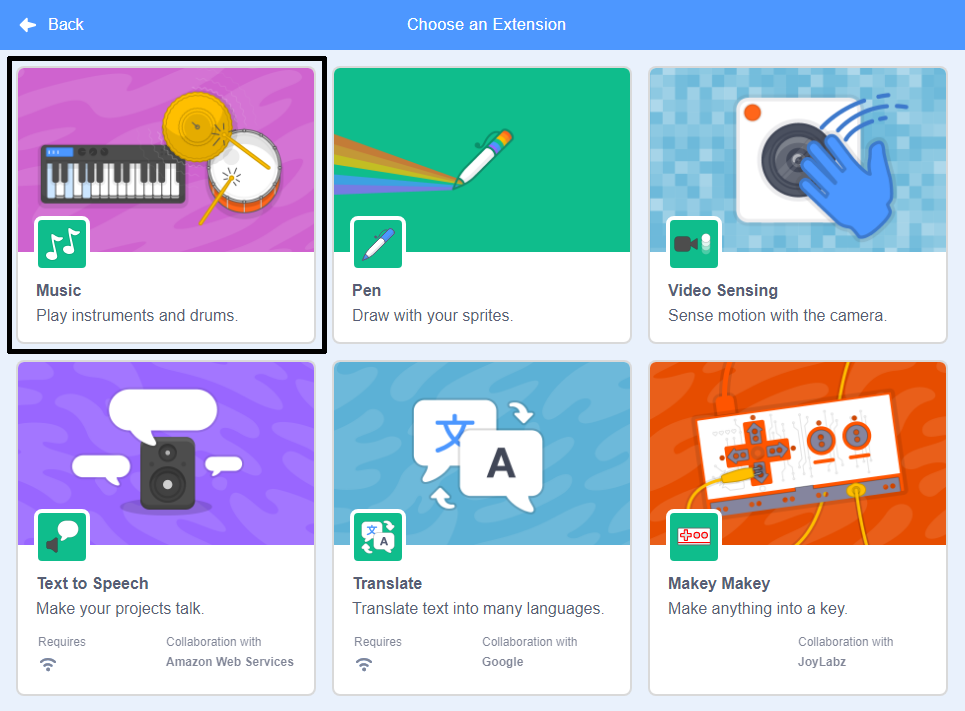 Back
Choose an Extension
Music
Play instruments and drums.
Pen
Draw with your sprites.
Video Sensing
Sense motion with the camera.
文
A
文
A
Text to Speech
Make your projects talk.
Requires
Collaboration with
Amazon Web Services
Translate
Translate text into many languages.
Requires
Collaboration with
Google
Makey Makey
Make anything into a key.
Collaboration with
JoyLabz